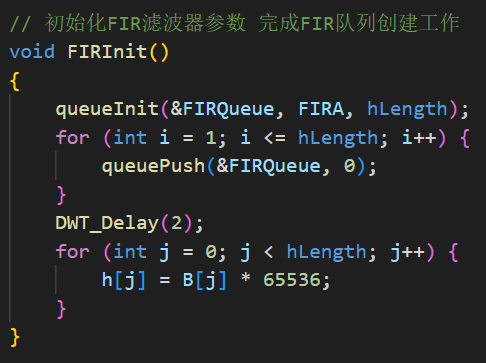 // 初始化FIR滤波器参数 完成FIR队列创建工作
void FIRInit()
{
    queueInit(&FIRQueue, FIRA, hLength);
    for (int i = 1; i <= hLength; i++) {
        queuePush(&FIRQueue, 0);
    }
    DWT_Delay(2);
    for (int j = 0; j < hLength; j++) {
        h[j] = B[j] * 65536;
    }
}